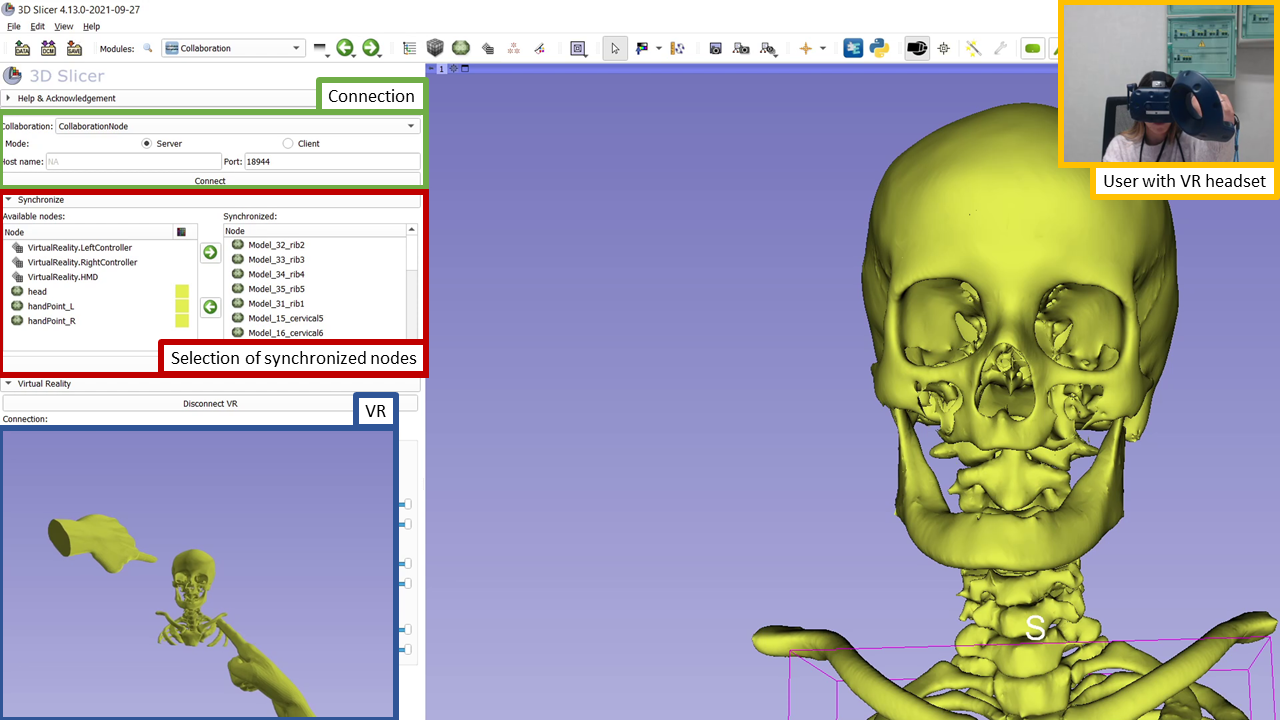 3D Slicer 4.13.0-2021-09-27
File Edit View Help
DATA DCM SAVE Modules: Collaboration
1
3D Slicer
Help & Acknowledgement
Connection
Collaboration: CollaborationNode
Mode: Server Client
Host name: NA Port: 18944
Connect
Synchronize
Available nodes: Synchronized:
Node Node
VirtualReality.LeftController
VirtualReality.RightController
VirtualReality.HMD
head
handPoint_L
handPoint_R
Model_32_rib2
Model_33_rib3
Model_34_rib4
Model_35_rib5
Model_31_rib1
Model_15_cervical5
Model_16_cervical6
Selection of synchronized nodes
Virtual Reality
Disconnect VR
VR
Connection:
User with VR headset
S